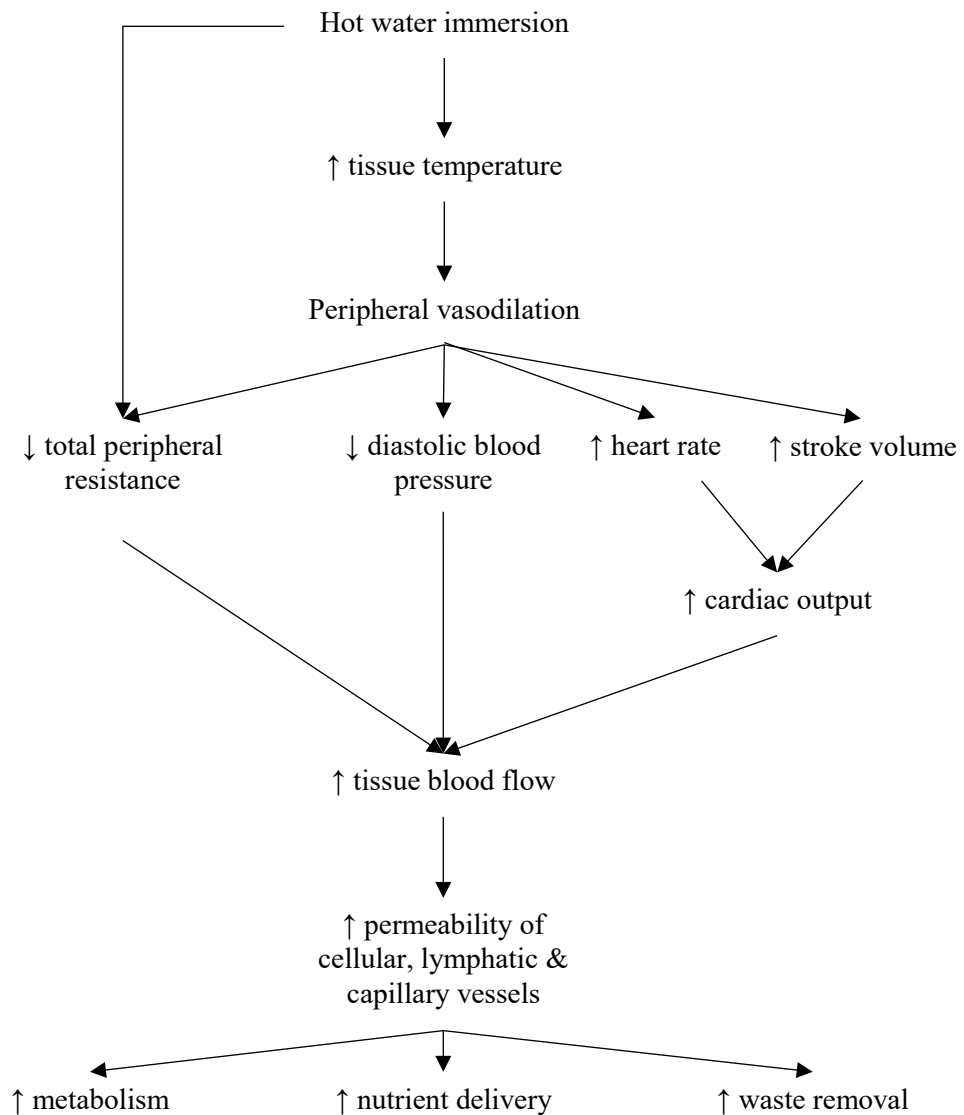 Hot water immersion
↑ tissue temperature
Peripheral vasodilation
↓ total peripheral
resistance
↓ diastolic blood
pressure
↑ heart rate
↑ stroke volume
↑ cardiac output
↑ tissue blood flow
↑ permeability of
cellular, lymphatic &
capillary vessels
↑ metabolism
↑ nutrient delivery
↑ waste removal